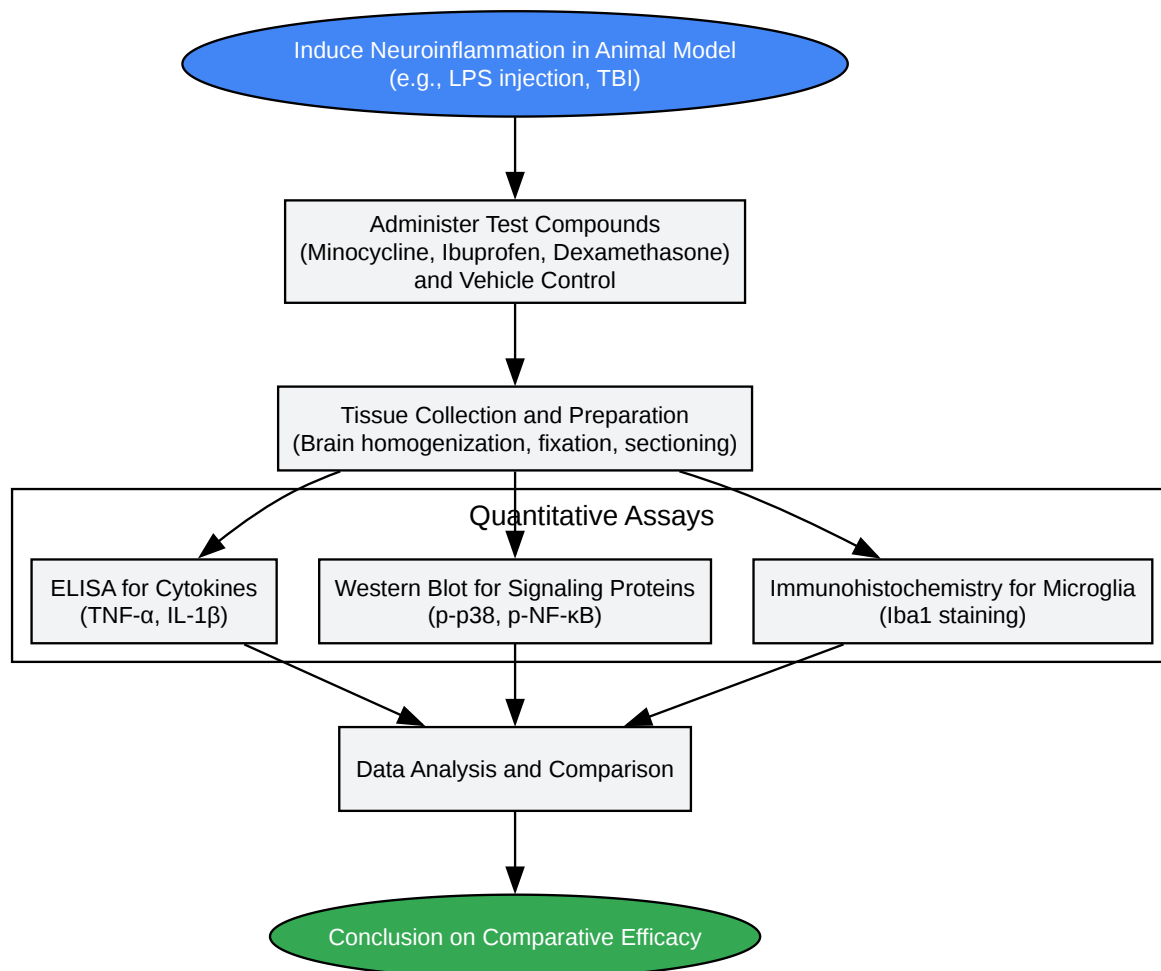 Induce Neuroinflammation in Animal Model
(e.g., LPS injection, TBI)
Administer Test Compounds
(Minocycline, Ibuprofen, Dexamethasone)
and Vehicle Control
Tissue Collection and Preparation
(Brain homogenization, fixation, sectioning)
Quantitative Assays
ELISA for Cytokines
(TNF-α, IL-1β)
Western Blot for Signaling Proteins
(p-p38, p-NF-κB)
Immunohistochemistry for Microglia
(Iba1 staining)
Data Analysis and Comparison
Conclusion on Comparative Efficacy